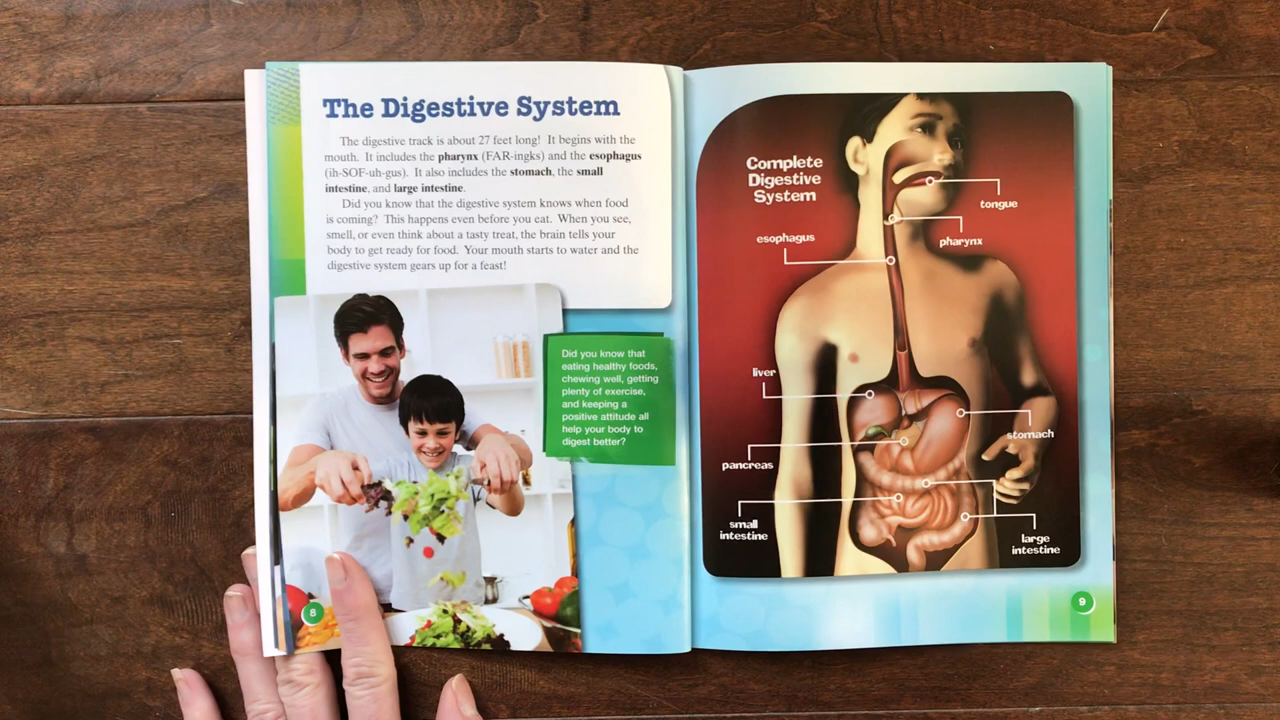 The Digestive System
The digestive track is about 27 feet long! It begins with the
mouth. It includes the pharynx (FAR-ingks) and the esophagus
(ih-SOF-uh-gus). It also includes the stomach, the small
intestine, and large intestine.
Did you know that the digestive system knows when food
is coming? This happens even before you eat. When you see,
smell, or even think about a tasty treat, the brain tells your
body to get ready for food. Your mouth starts to water and the
digestive system gears up for a feast!
Did you know that
eating healthy foods,
chewing well, getting
plenty of exercise,
and keeping a
positive attitude all
help your body to
digest better?
8
Complete
Digestive
System
tongue
pharynx
esophagus
liver
stomach
pancreas
small
intestine
large
intestine
9